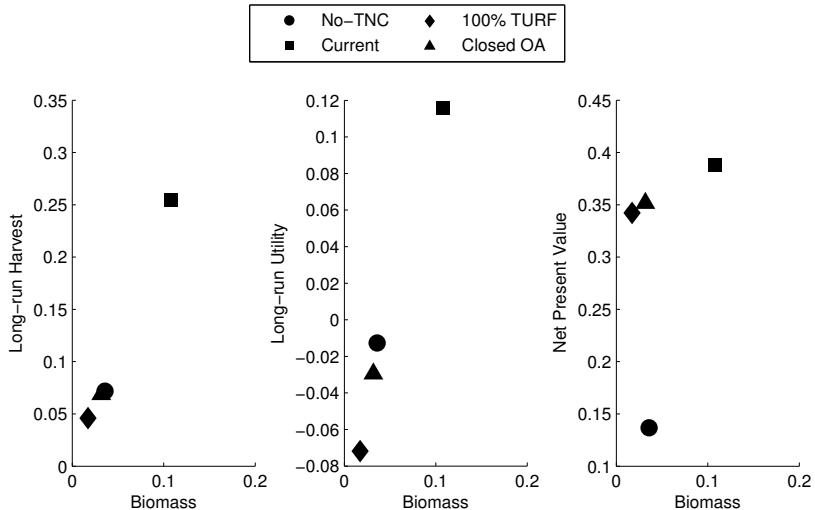 No−TNC
100% TURF
Current
Closed OA
0.35
0.3
0.25
0.2
0.15
0.1
0.05
0
Long−run Harvest
0 0.1 0.2
Biomass
0.12
0.1
0.08
0.06
0.04
0.02
0
−0.02
−0.04
−0.06
−0.08
Long−run Utility
0 0.1 0.2
Biomass
0.45
0.4
0.35
0.3
0.25
0.2
0.15
0.1
Net Present Value
0 0.1 0.2
Biomass